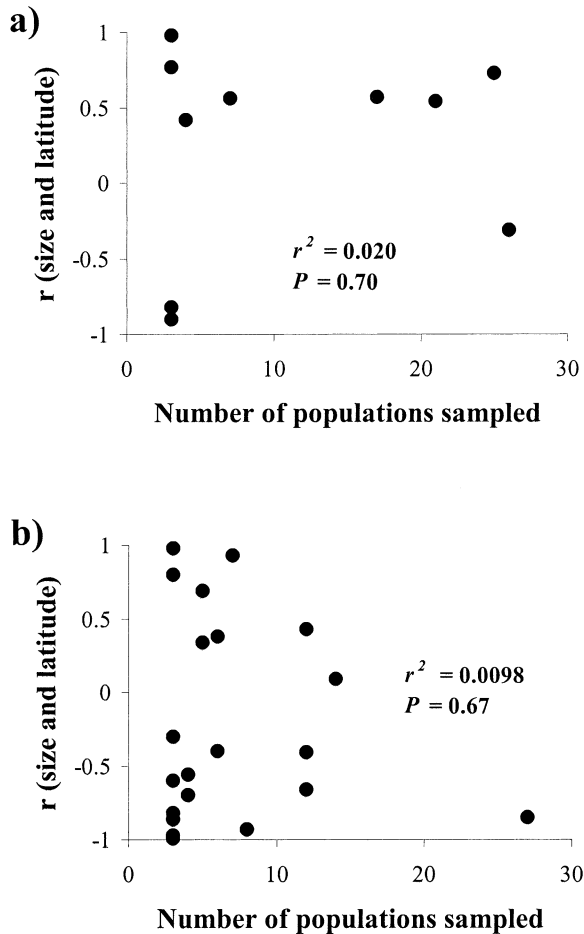 a)
r (size and latitude)
1
0.5
0
-0.5
-1
r² = 0.020
P = 0.70
0 10 20 30
Number of populations sampled
b)
r (size and latitude)
1
0.5
0
-0.5
-1
r² = 0.0098
P = 0.67
0 10 20 30
Number of populations sampled